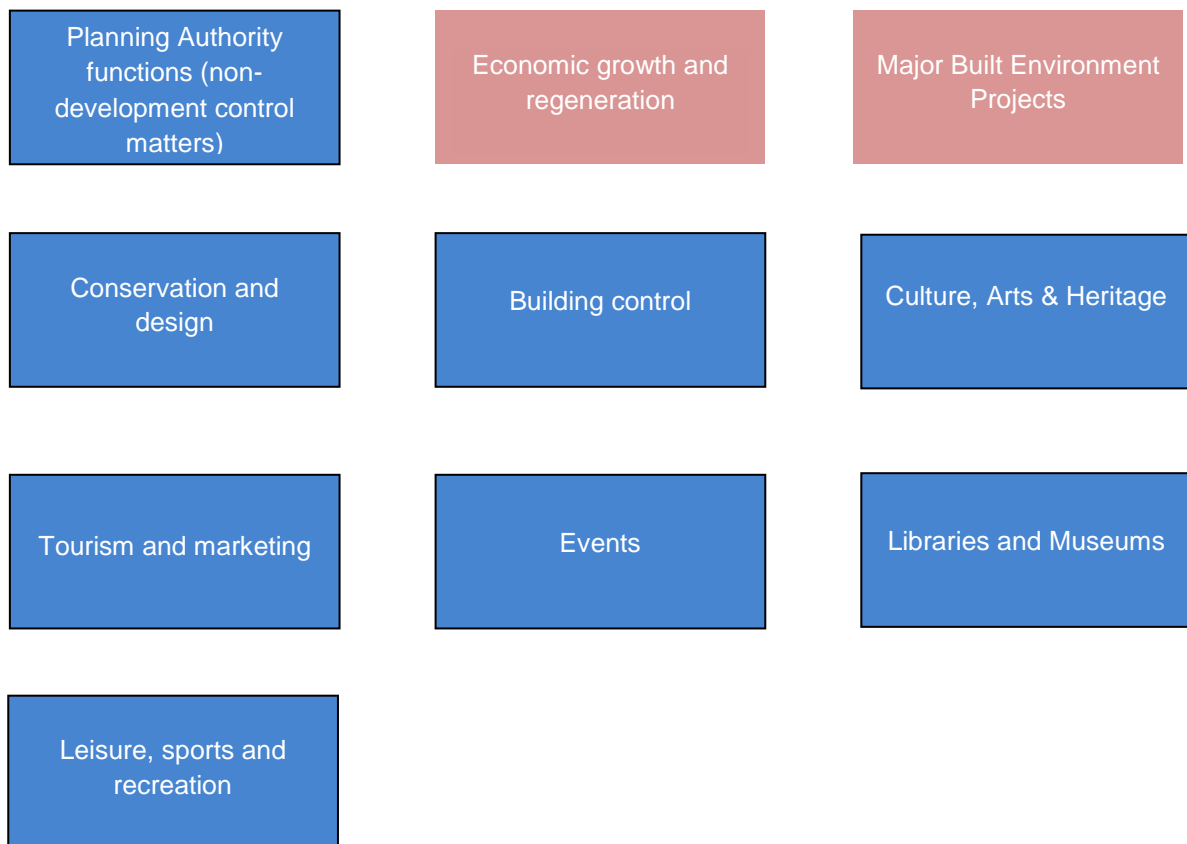 Planning Authority
functions (non-
development control
matters)
Economic growth and
regeneration
Major Built Environment
Projects
Conservation and
design
Building control
Culture, Arts & Heritage
Tourism and marketing
Events
Libraries and Museums
Leisure, sports and
recreation